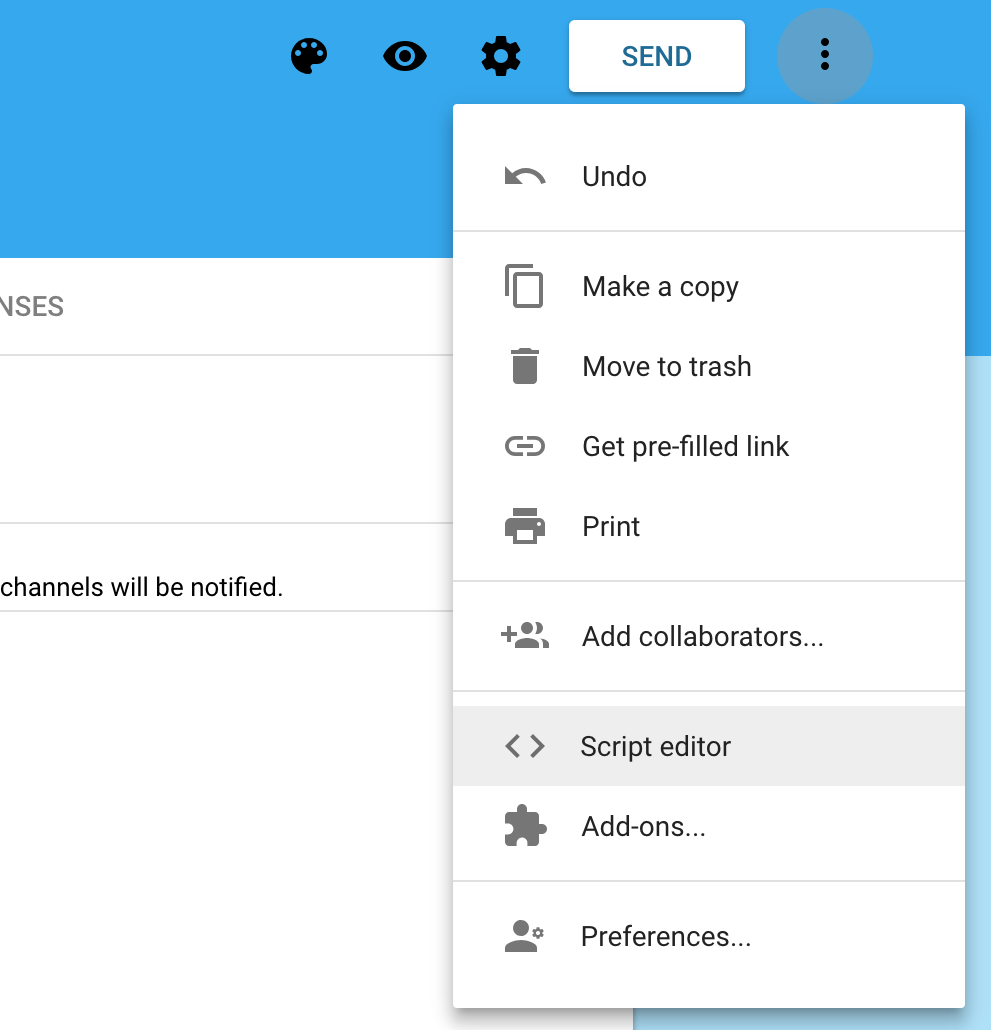 SEND
Undo
Make a copy
NSES
Move to trash
Get pre-filled link
Print
channels will be notified.
Add collaborators...
Script editor
Add-ons...
Preferences...